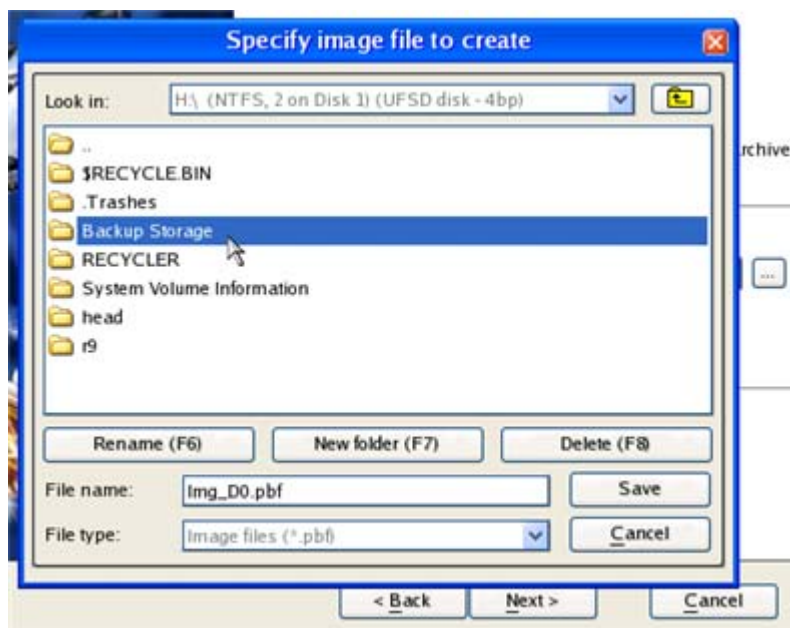 Specify image file to create
Look in: H:\ (NTFS, 2 on Disk 1) (UFSD disk - 4bp)
..
$RECYCLE.BIN
.Trashes
Backup Storage
RECYCLER
System Volume Information
head
r9
Rename (F6) New folder (F7) Delete (F8)
File name: Img_D0.pbf Save
File type: Image files (*.pbf) Cancel
rchive
...
< Back Next > Cancel